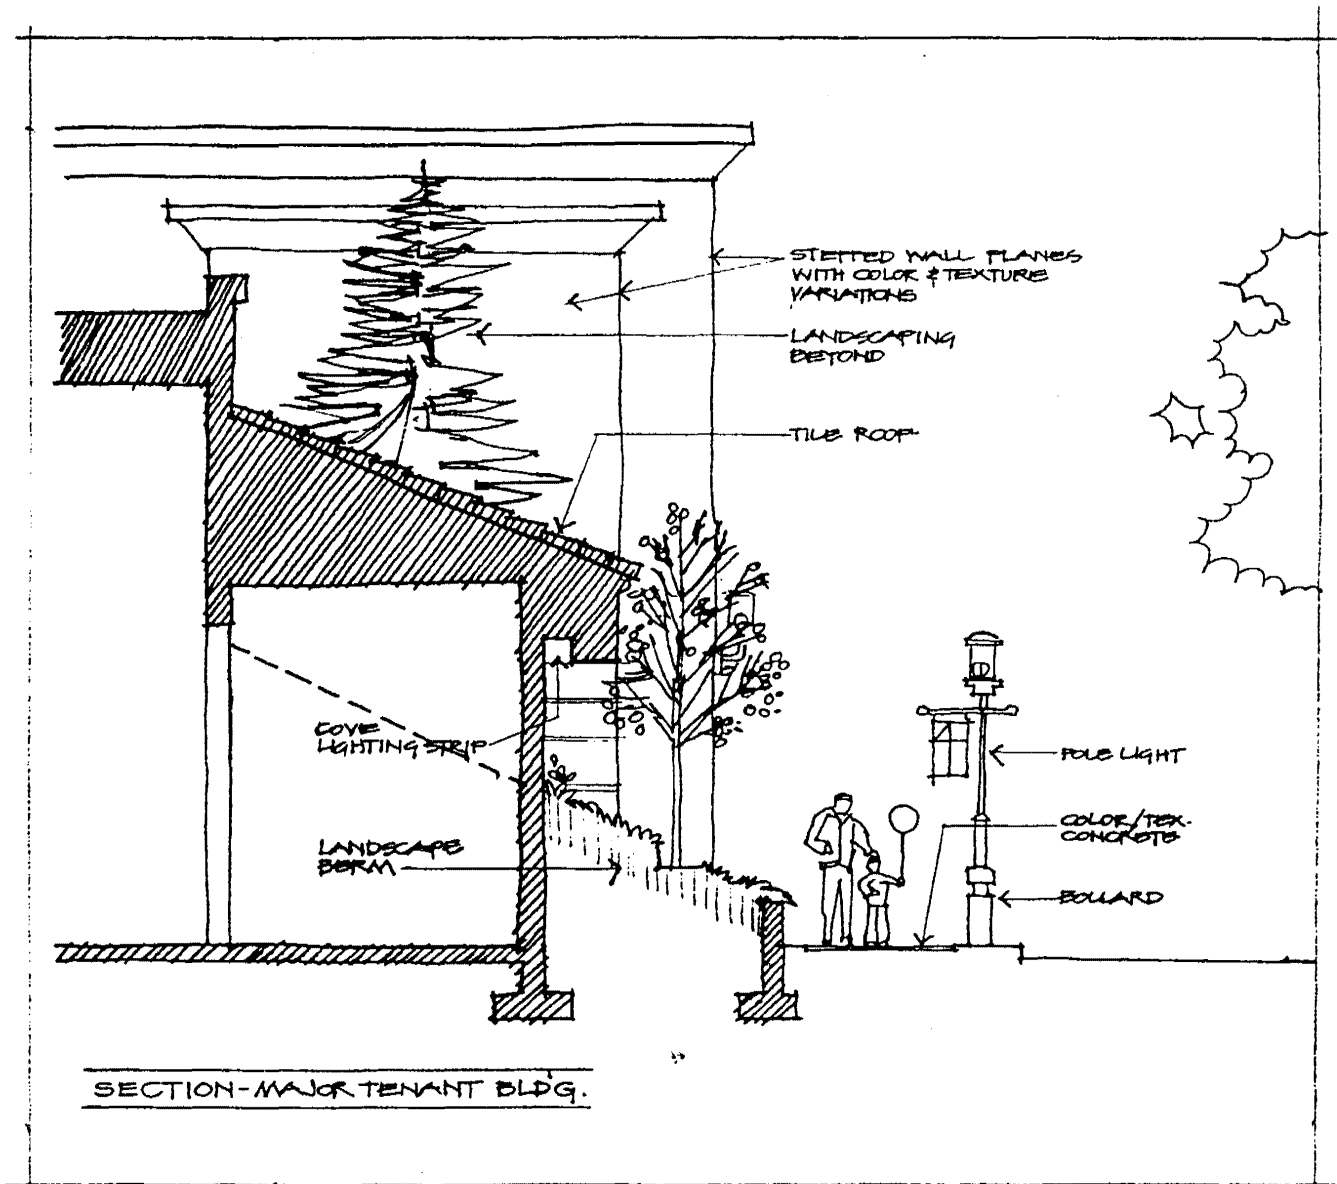 STEPPED WALL PLANES
WITH COLOR & TEXTURE
VARIATIONS
LANDSCAPING
BEYOND
TILE ROOF
COVE
LIGHTING STRIP
POLE LIGHT
COLOR/TEX.
CONCRETE
LANDSCAPE
BERM
BOLLARD
SECTION-MAJOR TENANT BLD'G.